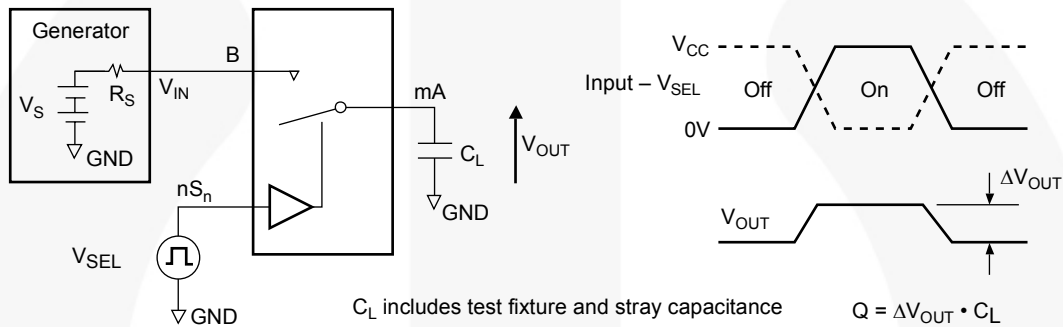 Generator
V_S
R_S
GND
V_IN
B
mA
C_L
GND
V_OUT
nS_n
V_SEL
GND
V_CC
Input – V_SEL
0V
Off
On
Off
V_OUT
ΔV_OUT
C_L includes test fixture and stray capacitance
Q = ΔV_OUT • C_L